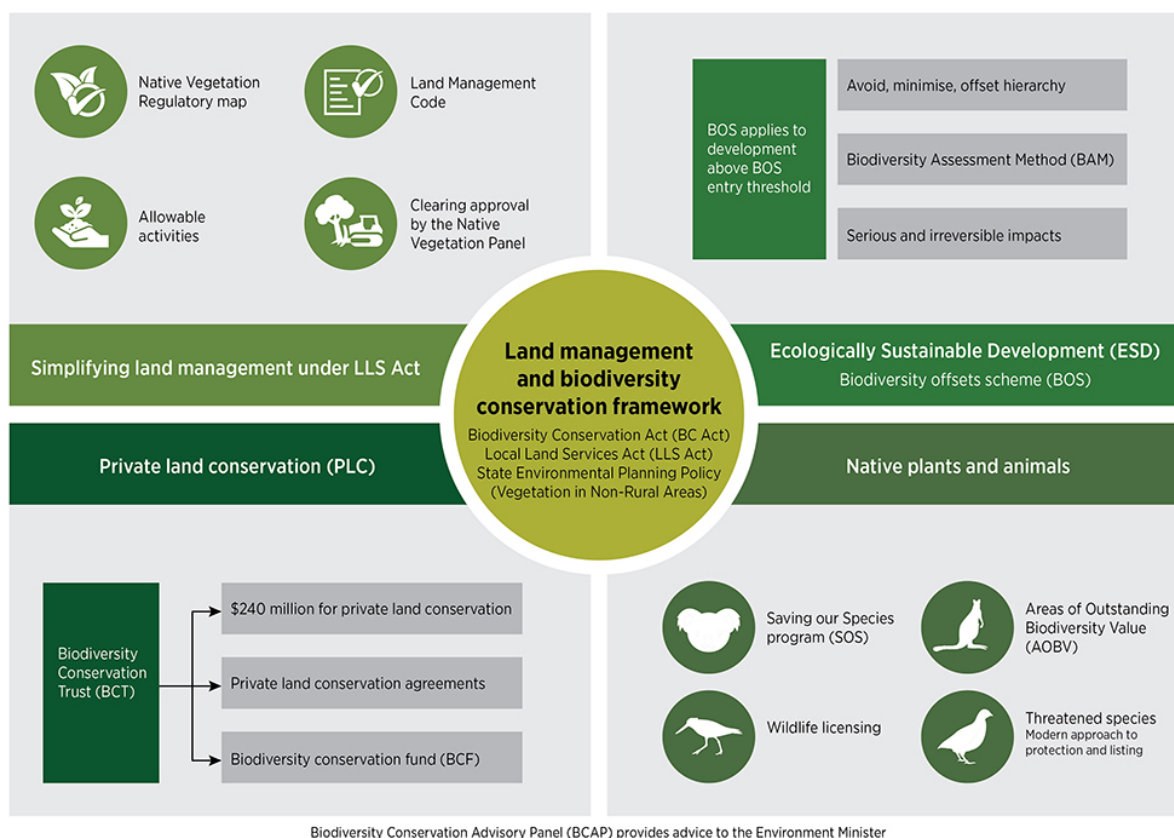 Native Vegetation
Regulatory map
Land Management
Code
Allowable
activities
Clearing approval
by the Native
Vegetation Panel
BOS applies to
development
above BOS
entry threshold
Avoid, minimise, offset hierarchy
Biodiversity Assessment Method (BAM)
Serious and irreversible impacts
Simplifying land management under LLS Act
Ecologically Sustainable Development (ESD)
Biodiversity offsets scheme (BOS)
Land management
and biodiversity
conservation framework
Biodiversity Conservation Act (BC Act)
Local Land Services Act (LLS Act)
State Environmental Planning Policy
(Vegetation in Non-Rural Areas)
Private land conservation (PLC)
Native plants and animals
Biodiversity
Conservation
Trust (BCT)
$240 million for private land conservation
Private land conservation agreements
Biodiversity conservation fund (BCF)
Saving our Species
program (SOS)
Areas of Outstanding
Biodiversity Value
(AOBV)
Wildlife licensing
Threatened species
Modern approach to
protection and listing
Biodiversity Conservation Advisory Panel (BCAP) provides advice to the Environment Minister